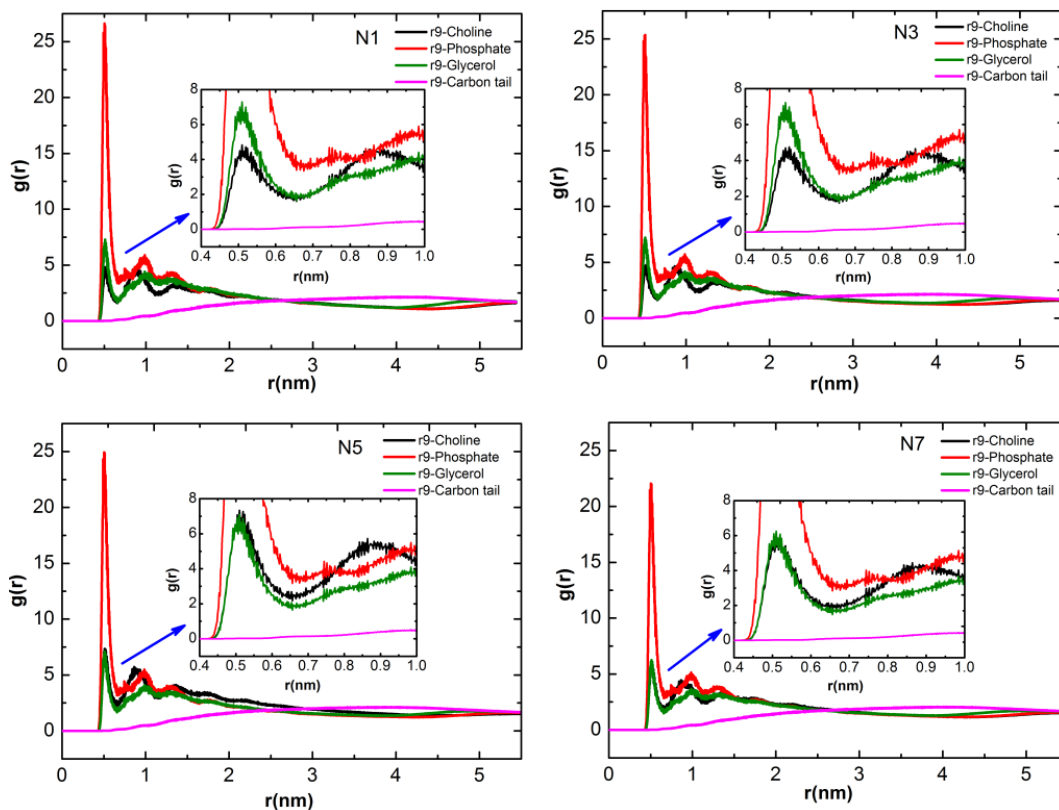 N1
r9-Choline
r9-Phosphate
r9-Glycerol
r9-Carbon tail
g(r)
25
20
15
10
5
0
0 1 2 3 4 5
r(nm)
g(r)
8
6
4
2
0
0.4 0.5 0.6 0.7 0.8 0.9 1.0
r(nm)
N3
r9-Choline
r9-Phosphate
r9-Glycerol
r9-Carbon tail
g(r)
25
20
15
10
5
0
0 1 2 3 4 5
r(nm)
g(r)
8
6
4
2
0
0.4 0.5 0.6 0.7 0.8 0.9 1.0
r(nm)
N5
r9-Choline
r9-Phosphate
r9-Glycerol
r9-Carbon tail
g(r)
25
20
15
10
5
0
0 1 2 3 4 5
r(nm)
g(r)
8
6
4
2
0
0.4 0.5 0.6 0.7 0.8 0.9 1.0
r(nm)
N7
r9-Choline
r9-Phosphate
r9-Glycerol
r9-Carbon tail
g(r)
25
20
15
10
5
0
0 1 2 3 4 5
r(nm)
g(r)
8
6
4
2
0
0.4 0.5 0.6 0.7 0.8 0.9 1.0
r(nm)